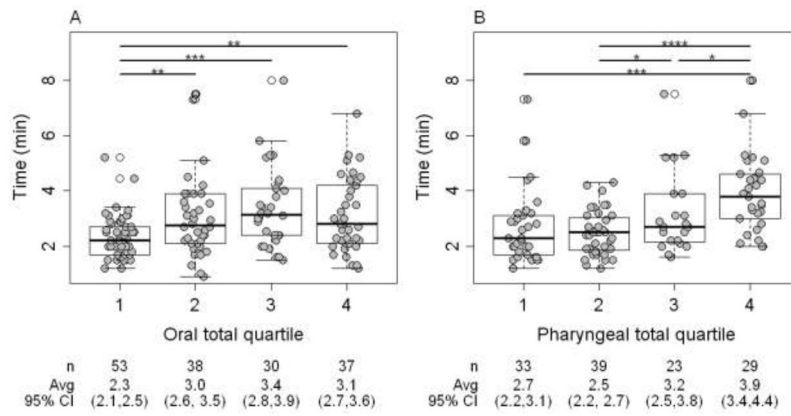 A
** 
***
**
Time (min)
8
6
4
2
1 2 3 4
Oral total quartile
n 53 38 30 37
Avg 2.3 3.0 3.4 3.1
95% CI (2.1,2.5) (2.6, 3.5) (2.8,3.9) (2.7,3.6)
B
****
* *
***
Time (min)
8
6
4
2
1 2 3 4
Pharyngeal total quartile
n 33 39 23 29
Avg 2.7 2.5 3.2 3.9
95% CI (2.2,3.1) (2.2, 2.7) (2.5,3.8) (3.4,4.4)